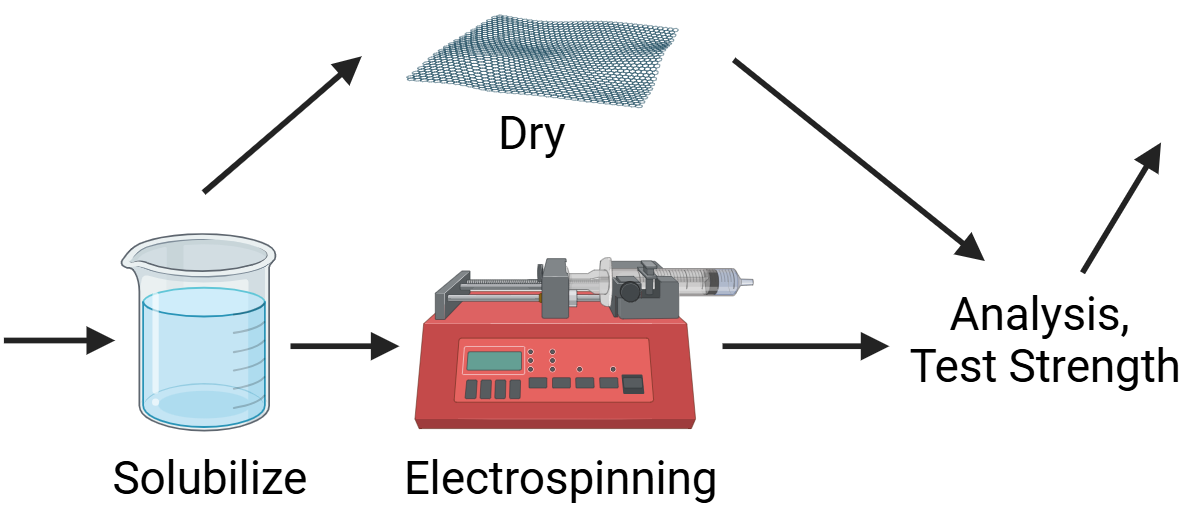 Dry
Analysis,
Test Strength
Solubilize
Electrospinning